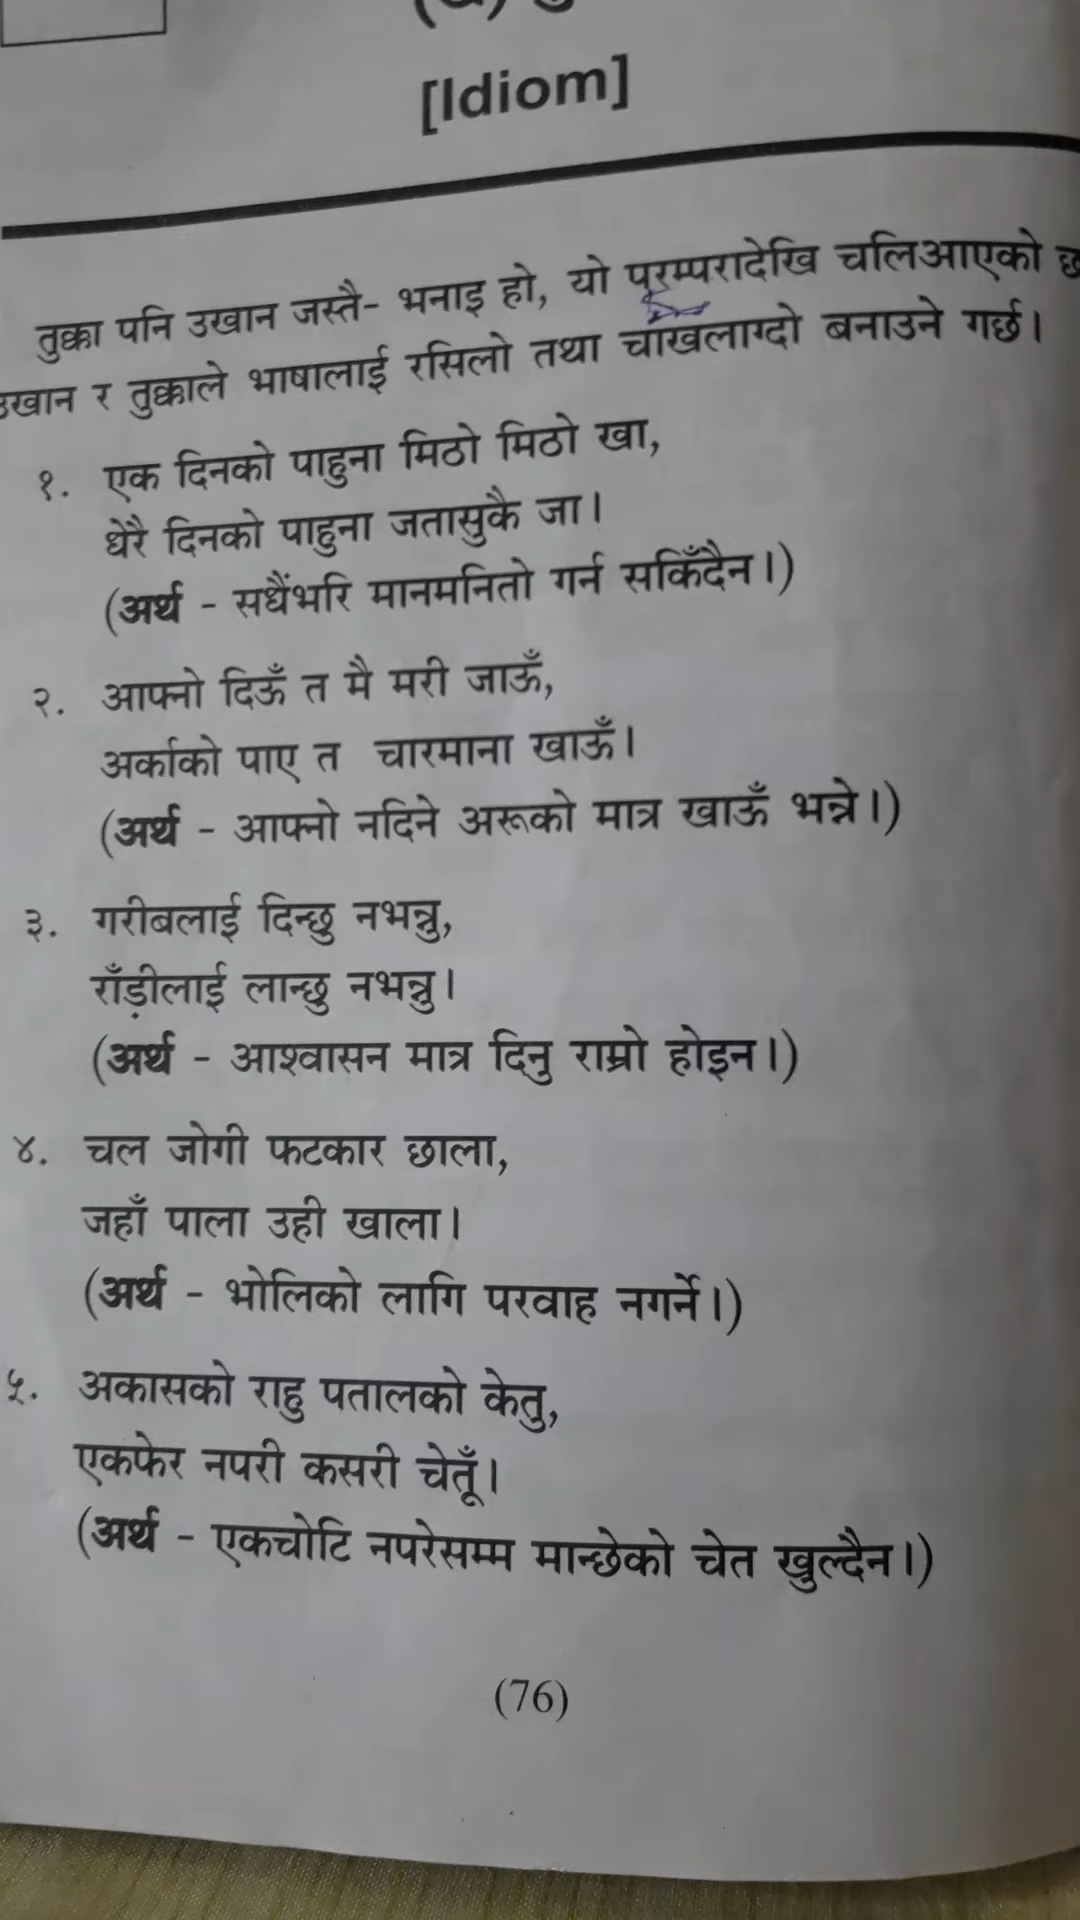 [Idiom]
तुक्का पनि उखान जस्तै- भनाइ हो, यो परम्परादेखि चलिआएको छ
उखान र तुक्काले भाषालाई रसिलो तथा चाखलाग्दो बनाउने गर्छ।
१. एक दिनको पाहुना मिठो मिठो खा,
धेरै दिनको पाहुना जतासुकै जा।
(अर्थ - सधैंभरि मानमनितो गर्न सकिँदैन।)
२. आफ्नो दिऊँ त मै मरी जाऊँ,
अर्काको पाए त चारमाना खाऊँ।
(अर्थ - आफ्नो नदिने अरूको मात्र खाऊँ भन्ने।)
३. गरीबलाई दिन्छु नभन्नु,
राँड़ीलाई लान्छु नभन्नु।
(अर्थ - आश्वासन मात्र दिनु राम्रो होइन।)
४. चल जोगी फटकार छाला,
जहाँ पाला उही खाला।
(अर्थ - भोलिको लागि परवाह नगर्ने।)
५. अकासको राहु पतालको केतु,
एकफेर नपरी कसरी चेतूँ।
(अर्थ - एकचोटि नपरेसम्म मान्छेको चेत खुल्दैन।)
(76)